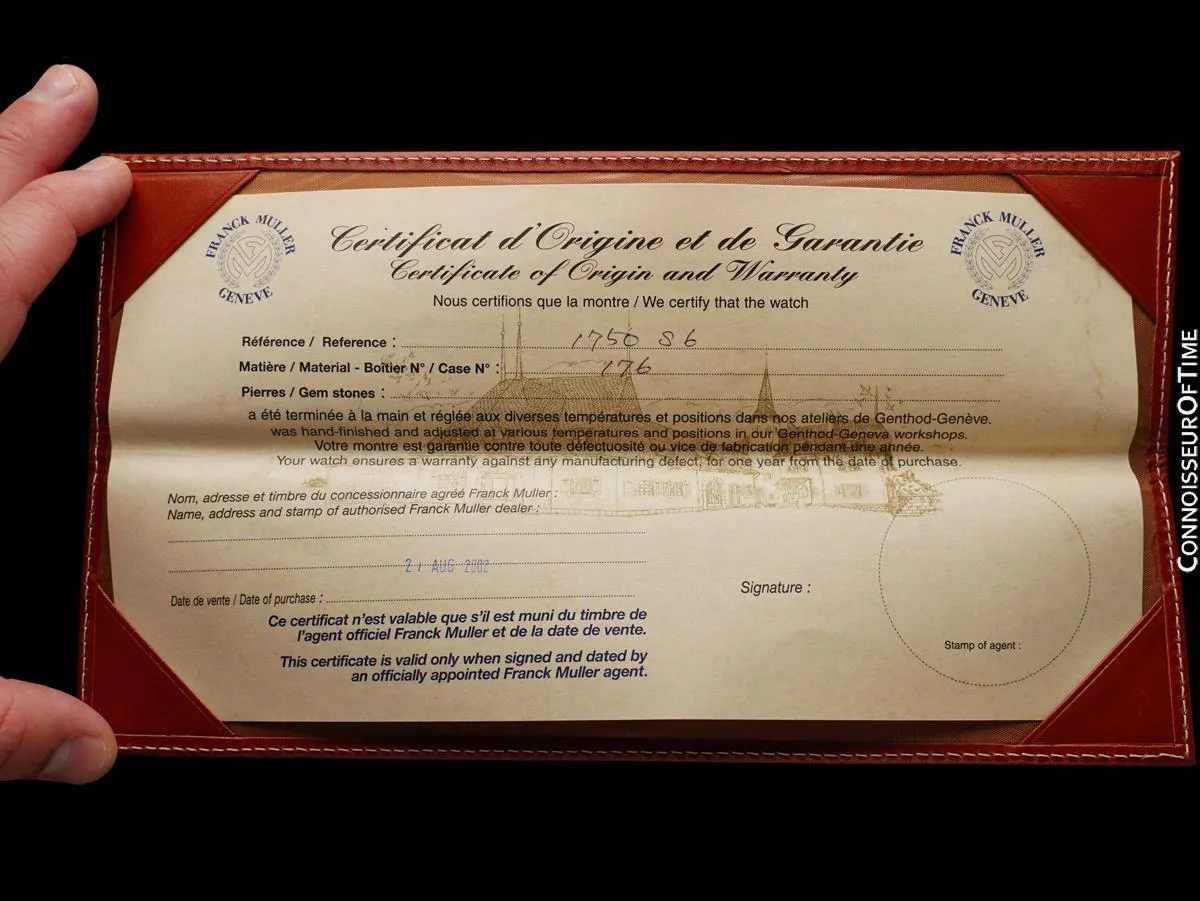 FRANCK MULLER
GENEVE
Certificat d'Origine et de Garantie
Certificate of Origin and Warranty
FRANCK MULLER
GENEVE
Nous certifions que la montre / We certify that the watch
Référence / Reference : 1750 S6
Matière / Material - Boîtier N° / Case N° : 176
Pierres / Gem stones :
a été terminée à la main et réglée aux diverses températures et positions dans nos ateliers de Genthod-Genève.
was hand-finished and adjusted at various temperatures and positions in our Genthod-Geneva workshops.
Votre montre est garantie contre toute défectuosité ou vice de fabrication pendant une année.
Your watch ensures a warranty against any manufacturing defect, for one year from the date of purchase.
Nom, adresse et timbre du concessionnaire agréé Franck Muller :
Name, address and stamp of authorised Franck Muller dealer :
27 AUG 2002
Date de vente / Date of purchase :
Ce certificat n'est valable que s'il est muni du timbre de
l'agent officiel Franck Muller et de la date de vente.
This certificate is valid only when signed and dated by
an officially appointed Franck Muller agent.
Signature :
Stamp of agent :
CONNOISSEUROFTIME